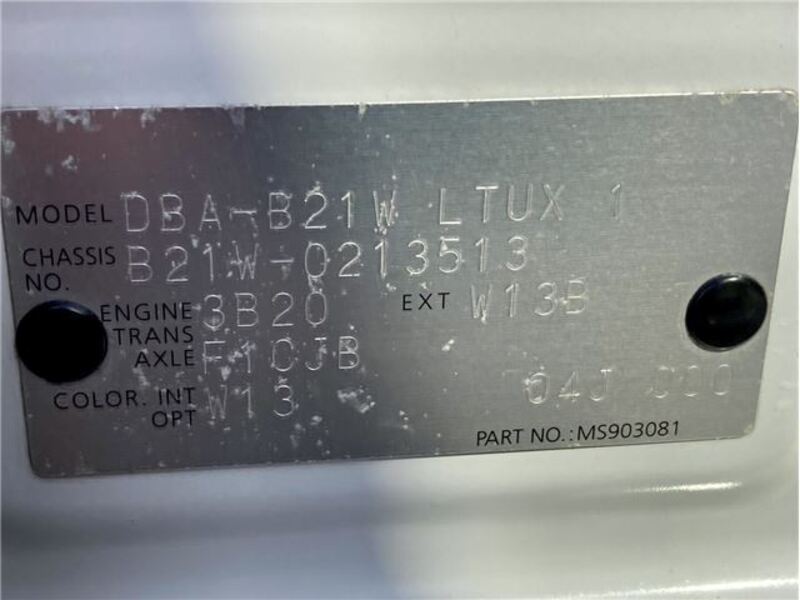 MODEL DBA-B21W LTUX 1
CHASSIS NO. B21W-0213513
ENGINE 3B20 EXT W13B
TRANS AXLE F1CJB
COLOR. INT OPT W13 04J 000
PART NO.:MS903081